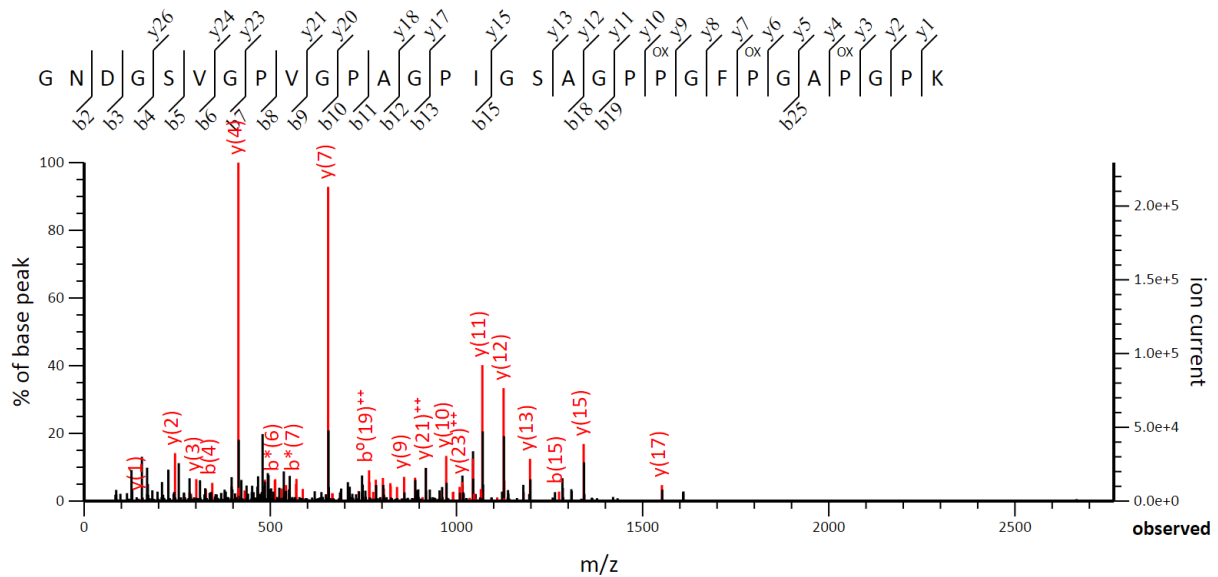 y26 y24 y23 y21 y20 y18 y17 y15 y13 y12 y11 y10 y9 y8 y7 y6 y5 y4 y3 y2 y1
OX OX OX
G N D G S V G P V G P A G P I G S A G P P G F P G A P G P K
b2 b3 b4 b5 b6 b7 b8 b9 b10 b11 b12 b13 b15 b18 b19 b25
y(1) y(2) y(3) b(4) y(4) b*(6) b*(7) y(7) b°(19)++ y(9) y(21)++ y(10) y(23)++ y(11) y(12) y(13) b(15) y(15) y(17)
100
80
60
40
20
0
% of base peak
2.0e+5
1.5e+5
1.0e+5
5.0e+4
0.0e+0
ion current
0 500 1000 1500 2000 2500 observed
m/z